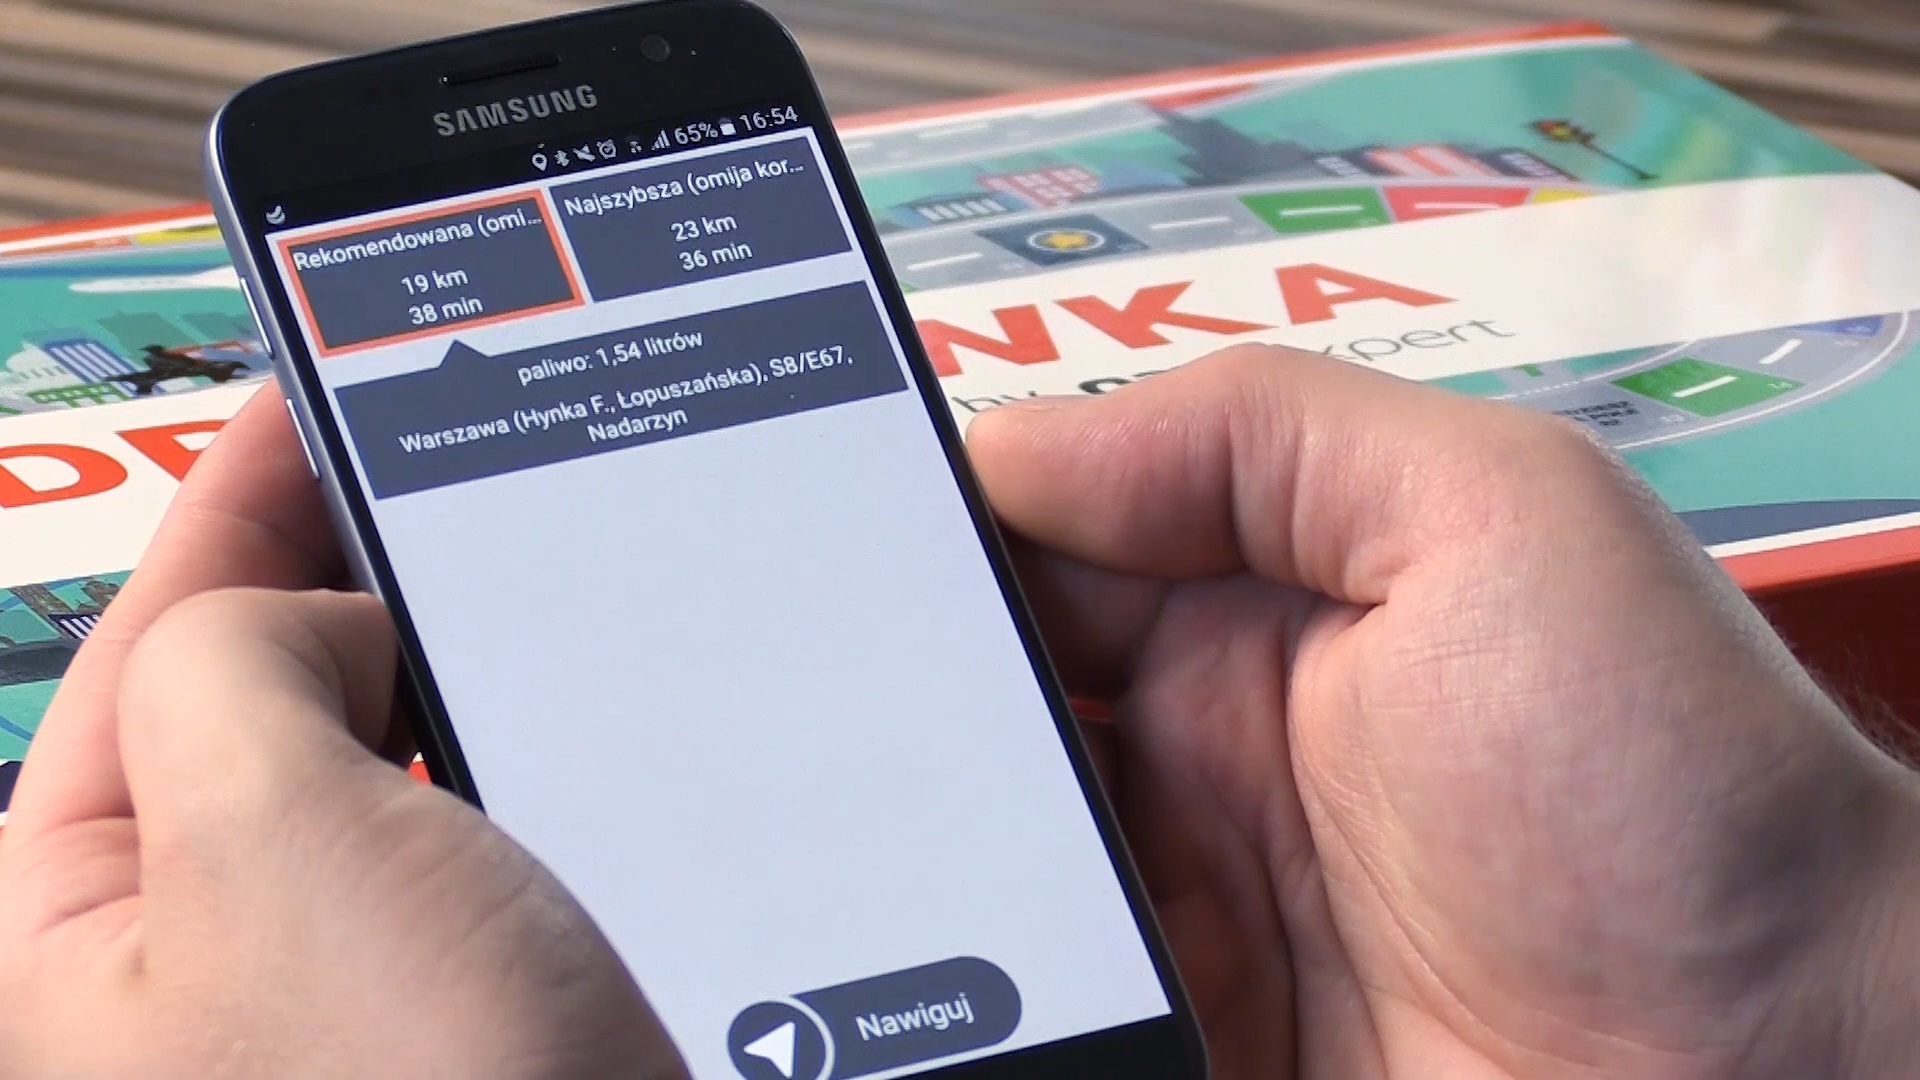 SAMSUNG
65% 16:54
Rekomendowana (omi...
19 km
38 min
Najszybsza (omija kor...
23 km
36 min
paliwo: 1,54 litrów
Warszawa (Hynka F., Łopuszańska), S8/E67,
Nadarzyn
Nawiguj
NKA
by